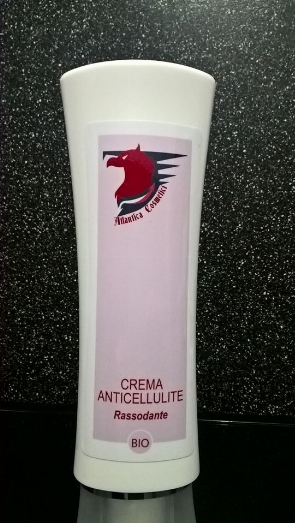 Atlantica Cosmetici
CREMA
ANTICELLULITE
Rassodante
BIO